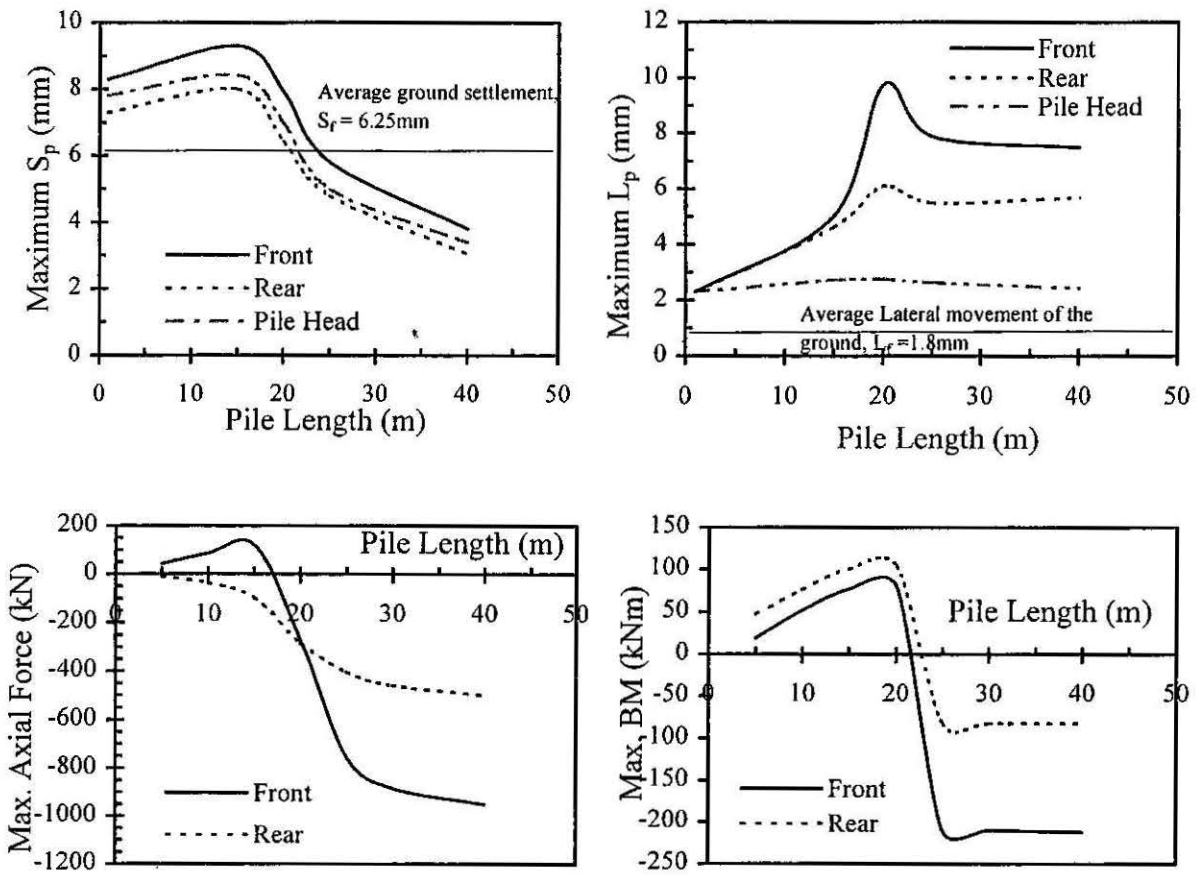 Maximum Sp (mm)
10
8
6
4
2
0
Average ground settlement,
Sf = 6.25mm
Front
Rear
Pile Head
0 10 20 30 40 50
Pile Length (m)
Maximum Lp (mm)
12
10
8
6
4
2
0
Front
Rear
Pile Head
Average Lateral movement of the
ground, Lf =1.8mm
0 10 20 30 40 50
Pile Length (m)
Max. Axial Force (kN)
200
0
-200
-400
-600
-800
-1000
-1200
Pile Length (m)
0 10 20 30 40 50
Front
Rear
Max, BM (kNm)
150
100
50
0
-50
-100
-150
-200
-250
Pile Length (m)
0 10 20 30 40 50
Front
Rear